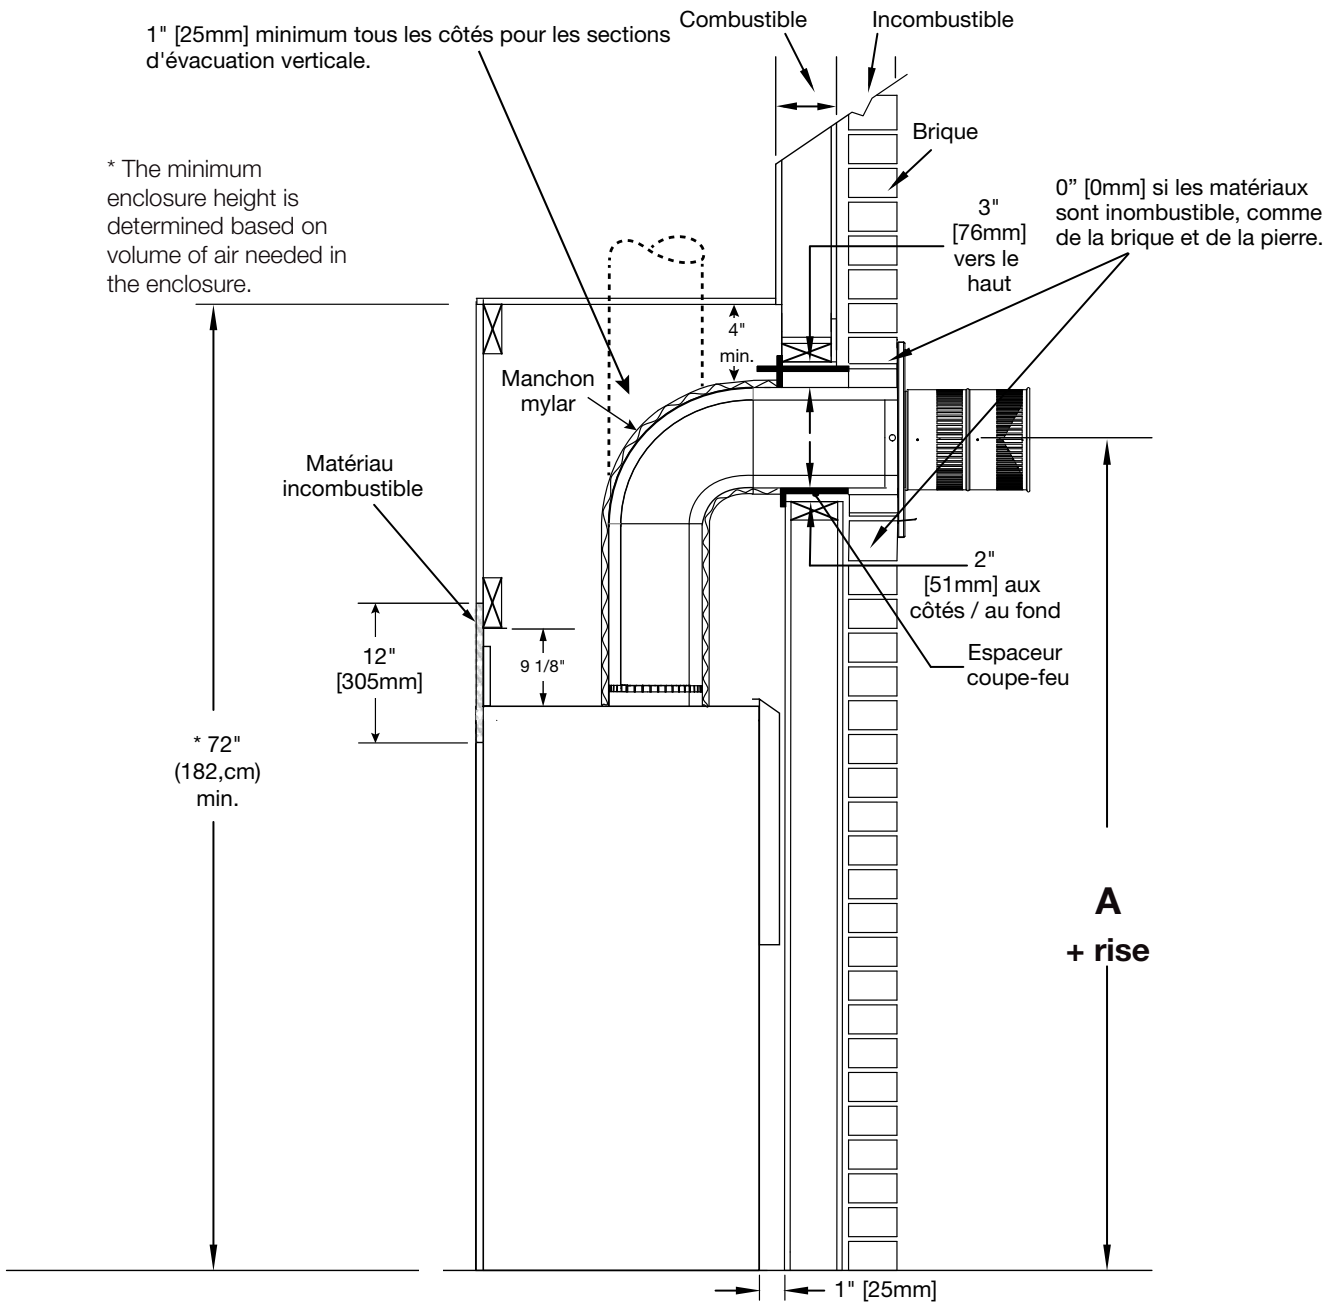 Combustible
Incombustible
1" [25mm] minimum tous les côtés pour les sections
d'évacuation verticale.
Brique
* The minimum
enclosure height is
determined based on
volume of air needed in
the enclosure.
0” [0mm] si les matériaux
sont inombustible, comme
de la brique et de la pierre.
3"
[76mm]
vers le
haut
4"
min.
Manchon
mylar
Matériau
incombustible
2"
[51mm] aux
côtés / au fond
Espaceur
coupe-feu
12"
[305mm]
9 1/8"
* 72"
(182,cm)
min.
A
+ rise
1" [25mm]